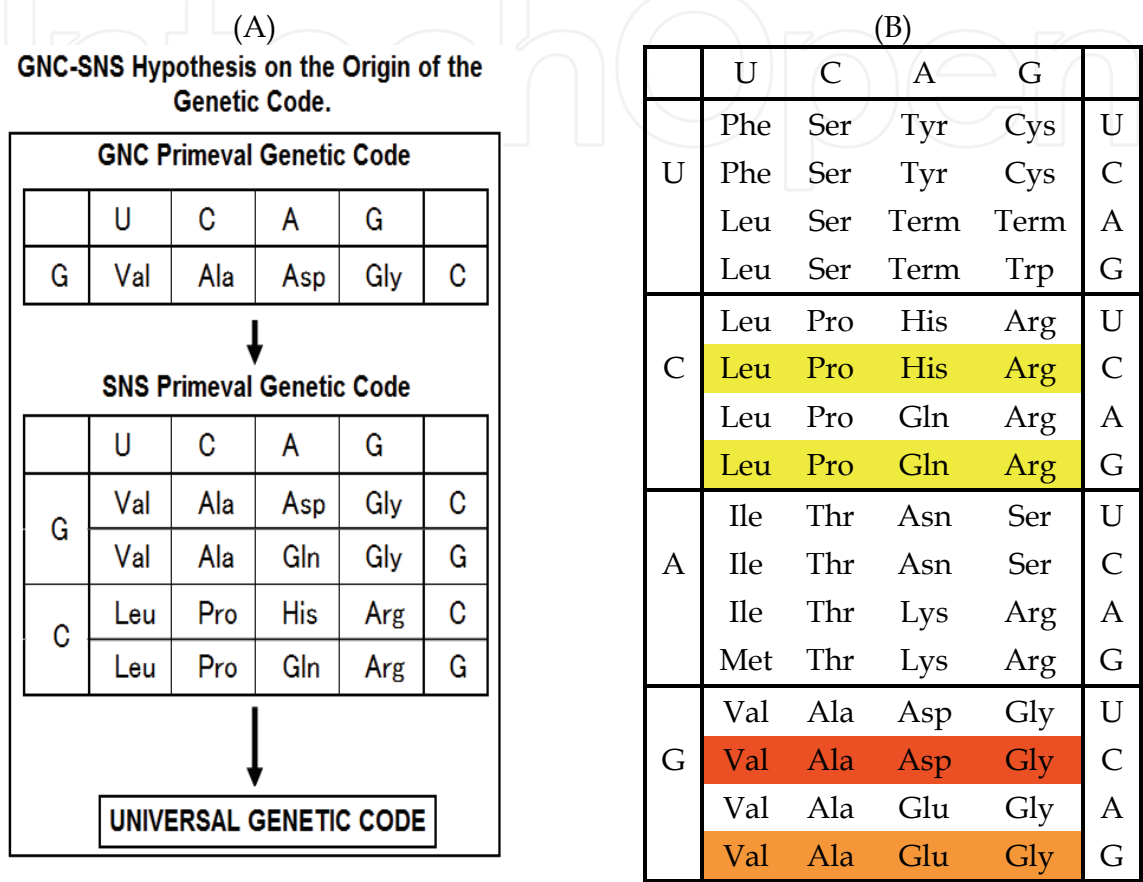 (A)
GNC-SNS Hypothesis on the Origin of the
Genetic Code.
GNC Primeval Genetic Code
U C A G
G Val Ala Asp Gly C
SNS Primeval Genetic Code
U C A G
G Val Ala Asp Gly C
Val Ala Gln Gly G
C Leu Pro His Arg C
Leu Pro Gln Arg G
UNIVERSAL GENETIC CODE
(B)
U C A G
Phe Ser Tyr Cys U
U Phe Ser Tyr Cys C
Leu Ser Term Term A
Leu Ser Term Trp G
Leu Pro His Arg U
C Leu Pro His Arg C
Leu Pro Gln Arg A
Leu Pro Gln Arg G
Ile Thr Asn Ser U
A Ile Thr Asn Ser C
Ile Thr Lys Arg A
Met Thr Lys Arg G
Val Ala Asp Gly U
G Val Ala Asp Gly C
Val Ala Glu Gly A
Val Ala Glu Gly G
IntechOpen